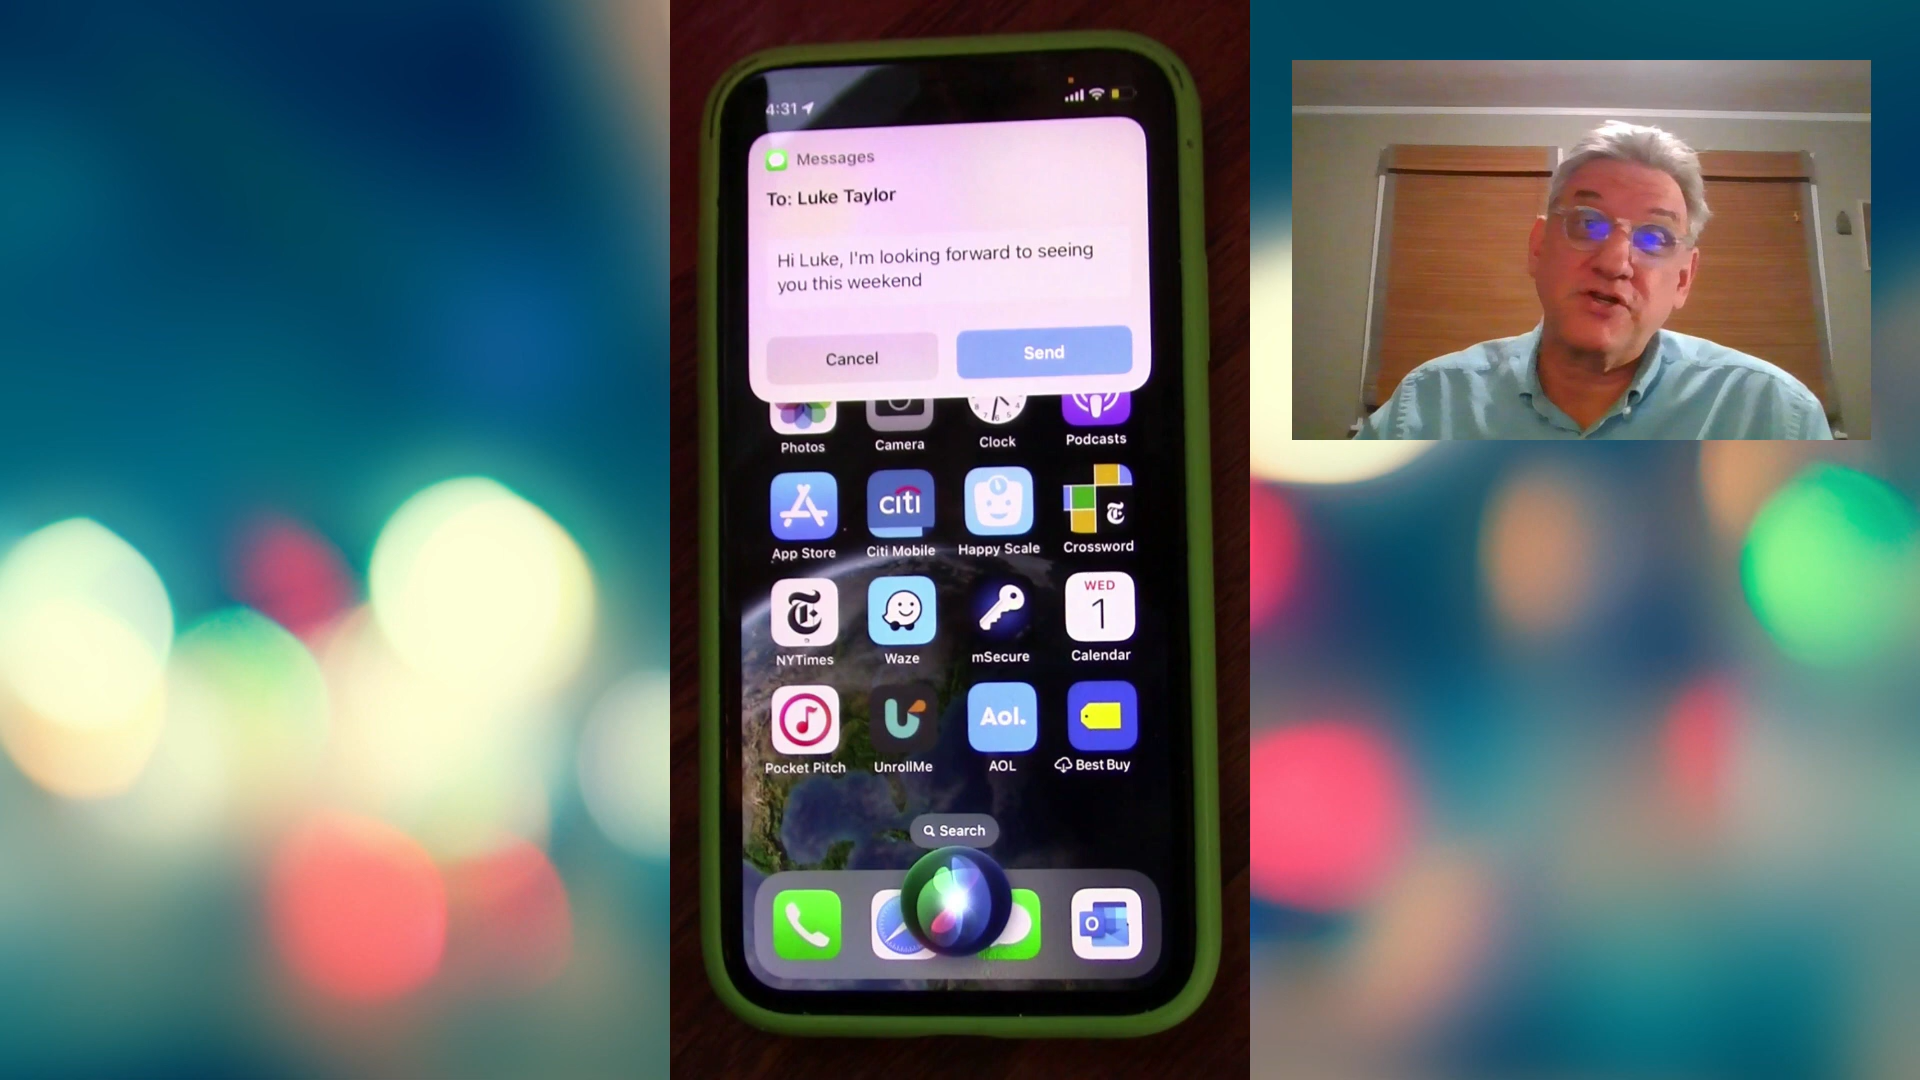 4:31
Messages
To: Luke Taylor
Hi Luke, I'm looking forward to seeing
you this weekend
Cancel
Send
Photos
Camera
Clock
Podcasts
citi
App Store
Citi Mobile
Happy Scale
Crossword
WED
1
NYTimes
Waze
mSecure
Calendar
Aol.
Pocket Pitch
UnrollMe
AOL
Best Buy
Search